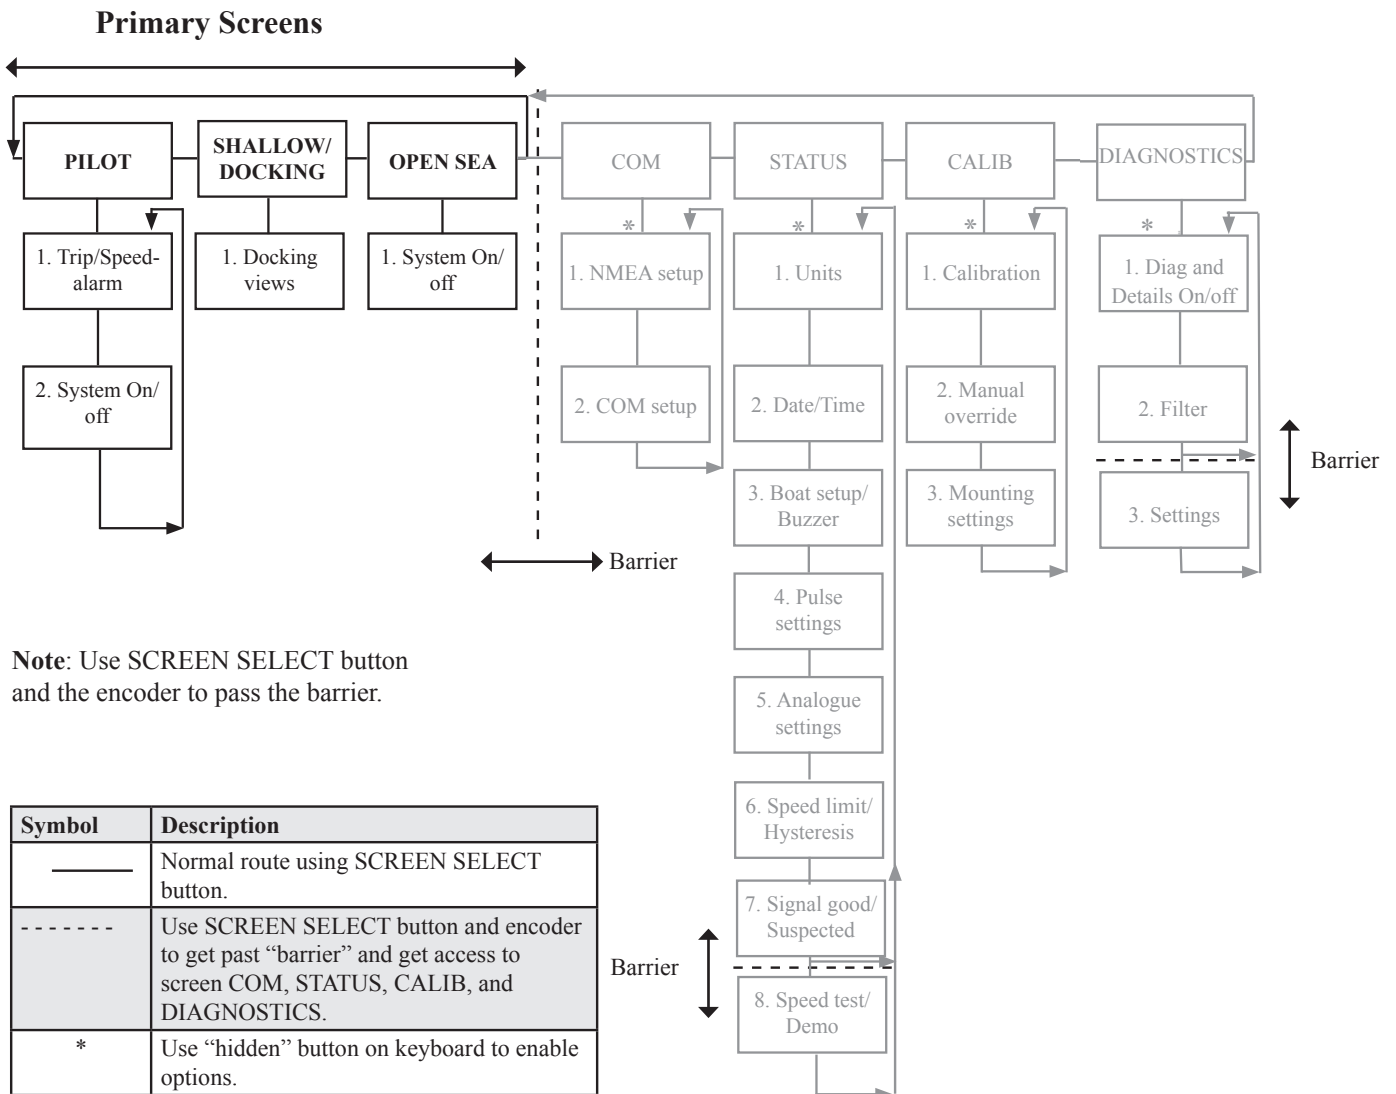 Primary Screens
PILOT
SHALLOW/
DOCKING
OPEN SEA
COM
STATUS
CALIB
DIAGNOSTICS
*
*
*
*
1. Trip/Speed-
alarm
1. Docking
views
1. System On/
off
1. NMEA setup
1. Units
1. Calibration
1. Diag and
Details On/off
2. System On/
off
2. COM setup
2. Date/Time
2. Manual
override
2. Filter
Barrier
3. Boat setup/
Buzzer
3. Mounting
settings
3. Settings
Barrier
4. Pulse
settings
Note: Use SCREEN SELECT button
and the encoder to pass the barrier.
5. Analogue
settings
6. Speed limit/
Hysteresis
7. Signal good/
Suspected
Barrier
8. Speed test/
Demo
Symbol Description
Normal route using SCREEN SELECT
button.
- - - - - - - Use SCREEN SELECT button and encoder
to get past “barrier” and get access to
screen COM, STATUS, CALIB, and
DIAGNOSTICS.
* Use “hidden” button on keyboard to enable
options.